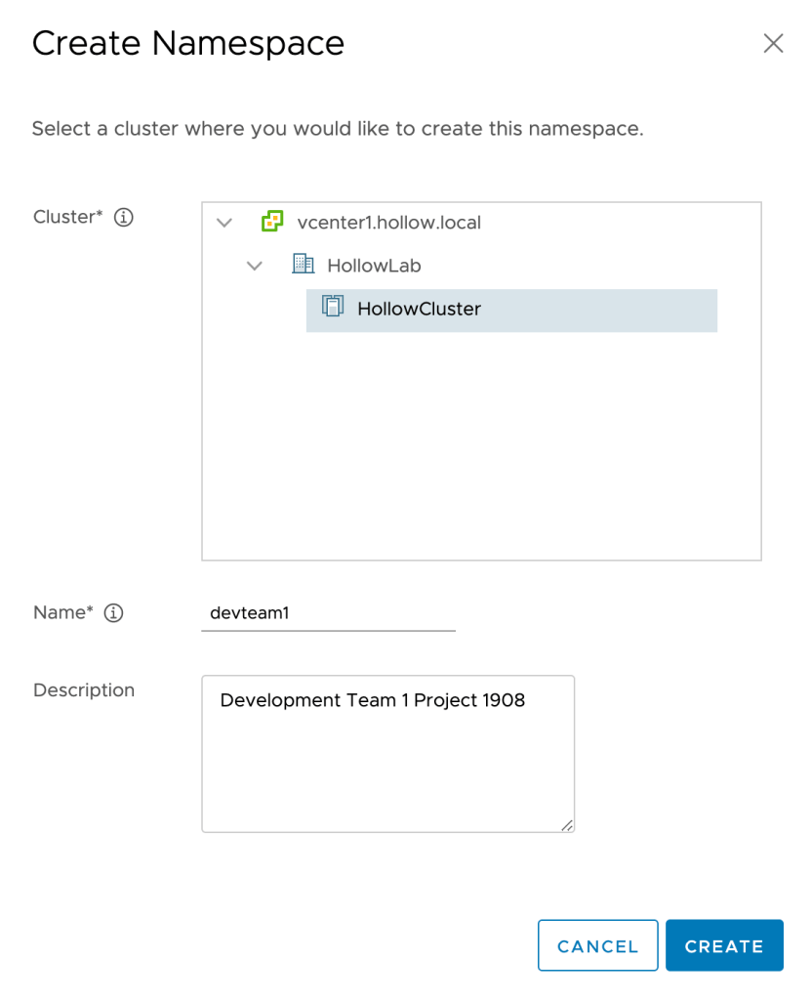 Create Namespace
Select a cluster where you would like to create this namespace.
Cluster*
vcenter1.hollow.local
HollowLab
HollowCluster
Name*
devteam1
Description
Development Team 1 Project 1908
CANCEL
CREATE